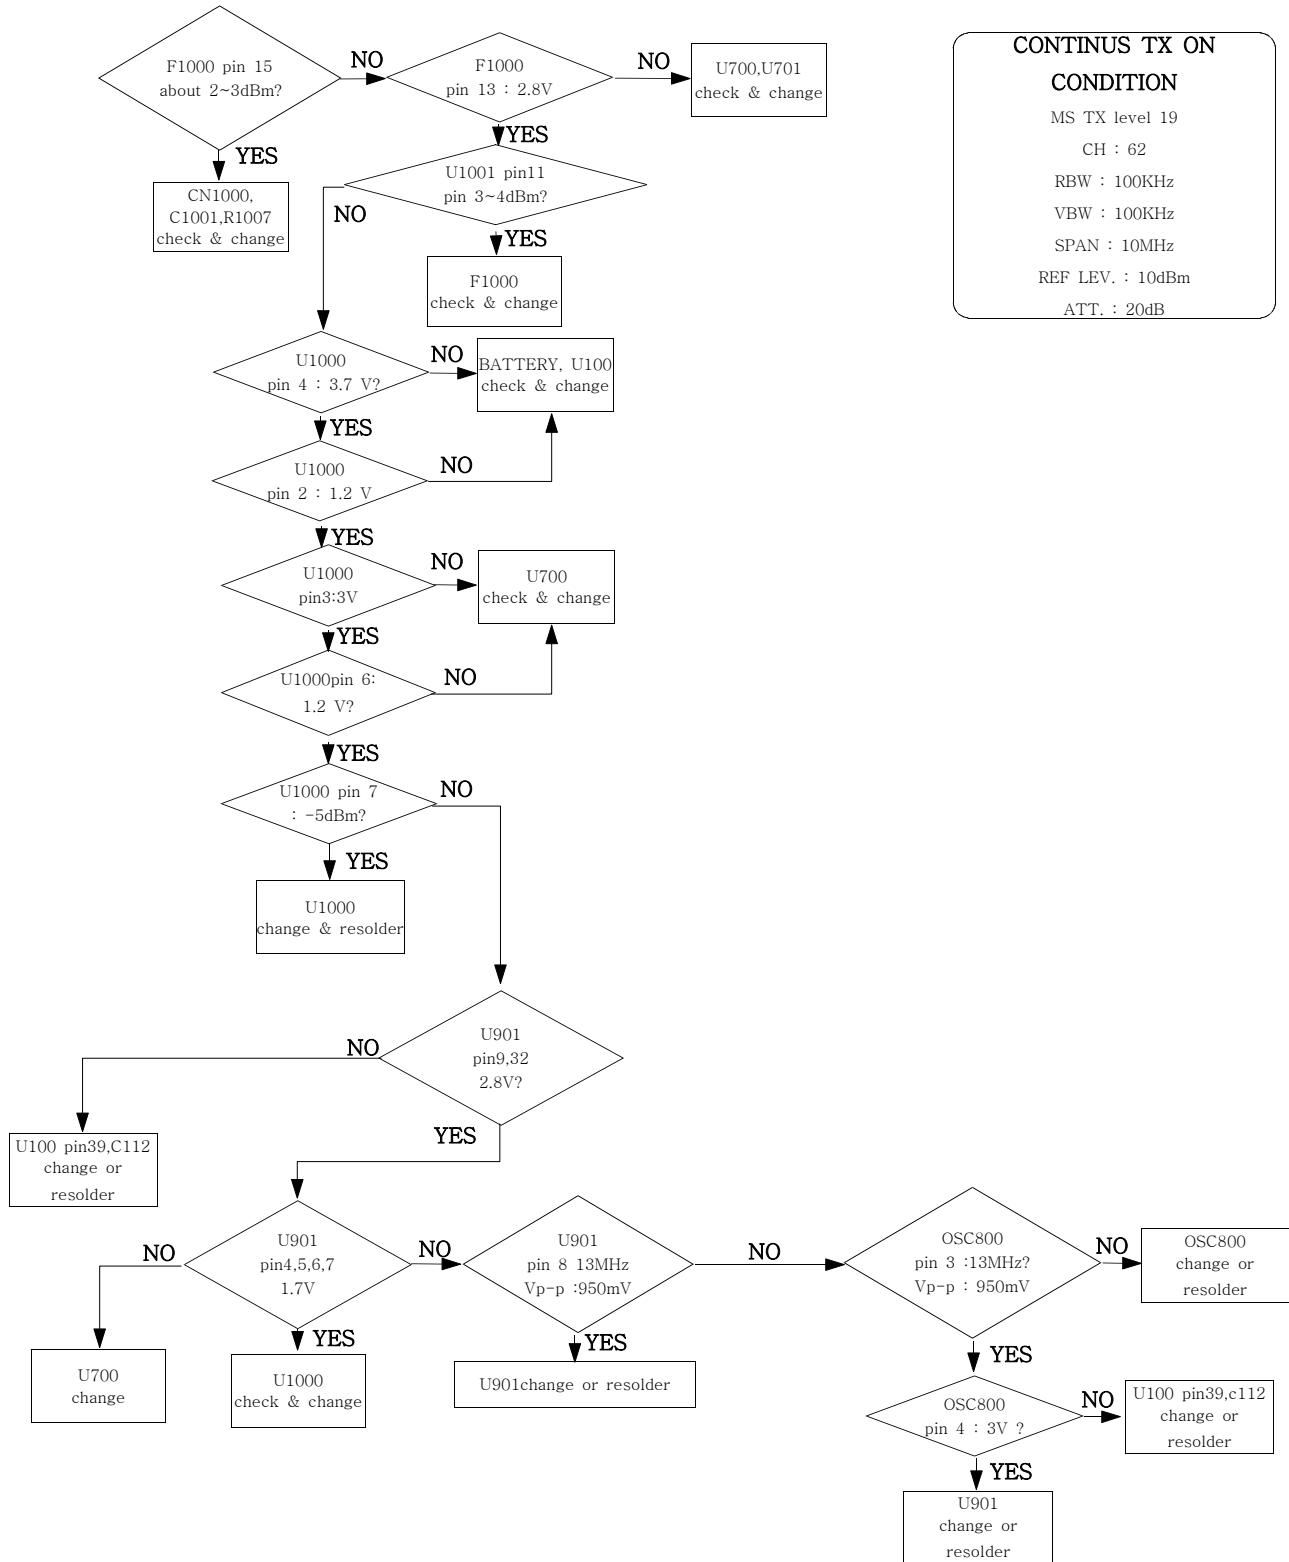 F1000 pin 15
about 2~3dBm?
NO
F1000
pin 13 : 2.8V
NO
U700,U701
check & change
CONTINUS TX ON
CONDITION
MS TX level 19
CH : 62
RBW : 100KHz
VBW : 100KHz
SPAN : 10MHz
REF LEV. : 10dBm
ATT. : 20dB
YES
YES
CN1000,
C1001,R1007
check & change
U1001 pin11
pin 3~4dBm?
NO
YES
F1000
check & change
U1000
pin 4 : 3.7 V?
NO
BATTERY, U100
check & change
YES
U1000
pin 2 : 1.2 V
NO
YES
U1000
pin3:3V
NO
U700
check & change
YES
U1000pin 6:
1.2 V?
NO
YES
U1000 pin 7
: -5dBm?
NO
YES
U1000
change & resolder
U901
pin9,32
2.8V?
NO
YES
U100 pin39,C112
change or
resolder
U901
pin4,5,6,7
1.7V
NO
NO
U901
pin 8 13MHz
Vp-p :950mV
NO
OSC800
pin 3 :13MHz?
Vp-p : 950mV
NO
OSC800
change or
resolder
U700
change
YES
U1000
check & change
YES
U901change or resolder
YES
OSC800
pin 4 : 3V ?
NO
U100 pin39,c112
change or
resolder
YES
U901
change or
resolder